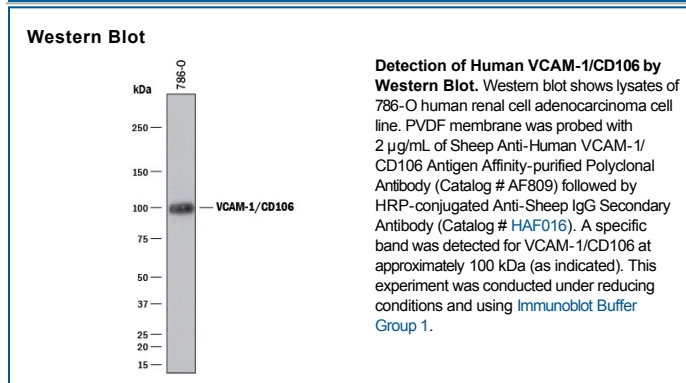 Western Blot
786-O
kDa
250
150
100
VCAM-1/CD106
75
50
37
25
20
15
Detection of Human VCAM-1/CD106 by
Western Blot. Western blot shows lysates of
786-O human renal cell adenocarcinoma cell
line. PVDF membrane was probed with
2 µg/mL of Sheep Anti-Human VCAM-1/
CD106 Antigen Affinity-purified Polyclonal
Antibody (Catalog # AF809) followed by
HRP-conjugated Anti-Sheep IgG Secondary
Antibody (Catalog # HAF016). A specific
band was detected for VCAM-1/CD106 at
approximately 100 kDa (as indicated). This
experiment was conducted under reducing
conditions and using Immunoblot Buffer
Group 1.